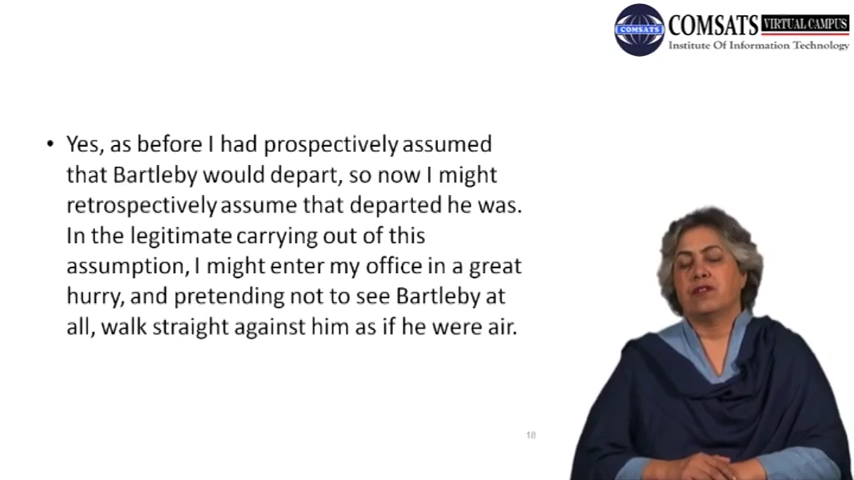 COMSATS
COMSATS VIRTUAL CAMPUS
Institute Of Information Technology
• Yes, as before I had prospectively assumed
that Bartleby would depart, so now I might
retrospectively assume that departed he was.
In the legitimate carrying out of this
assumption, I might enter my office in a great
hurry, and pretending not to see Bartleby at
all, walk straight against him as if he were air.
18